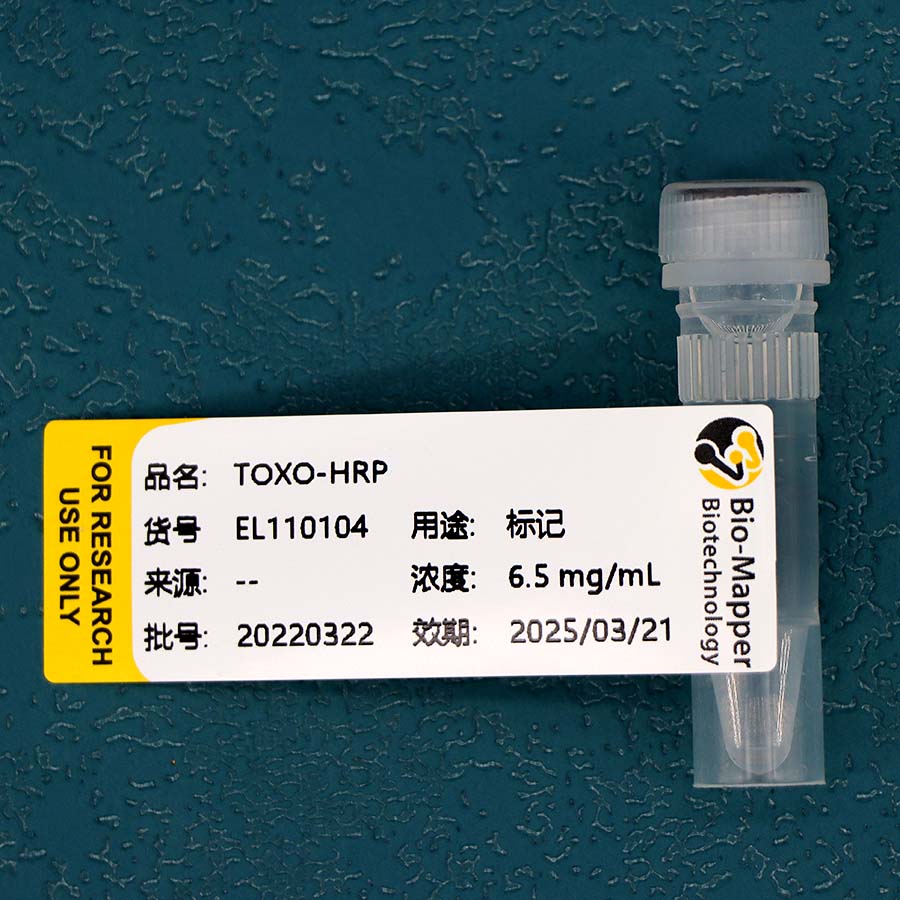 FOR RESEARCH
USE ONLY
品名: TOXO-HRP
货号 EL110104 用途: 标记
来源: -- 浓度: 6.5 mg/mL
批号: 20220322 效期: 2025/03/21
Bio-Mapper
Biotechnology